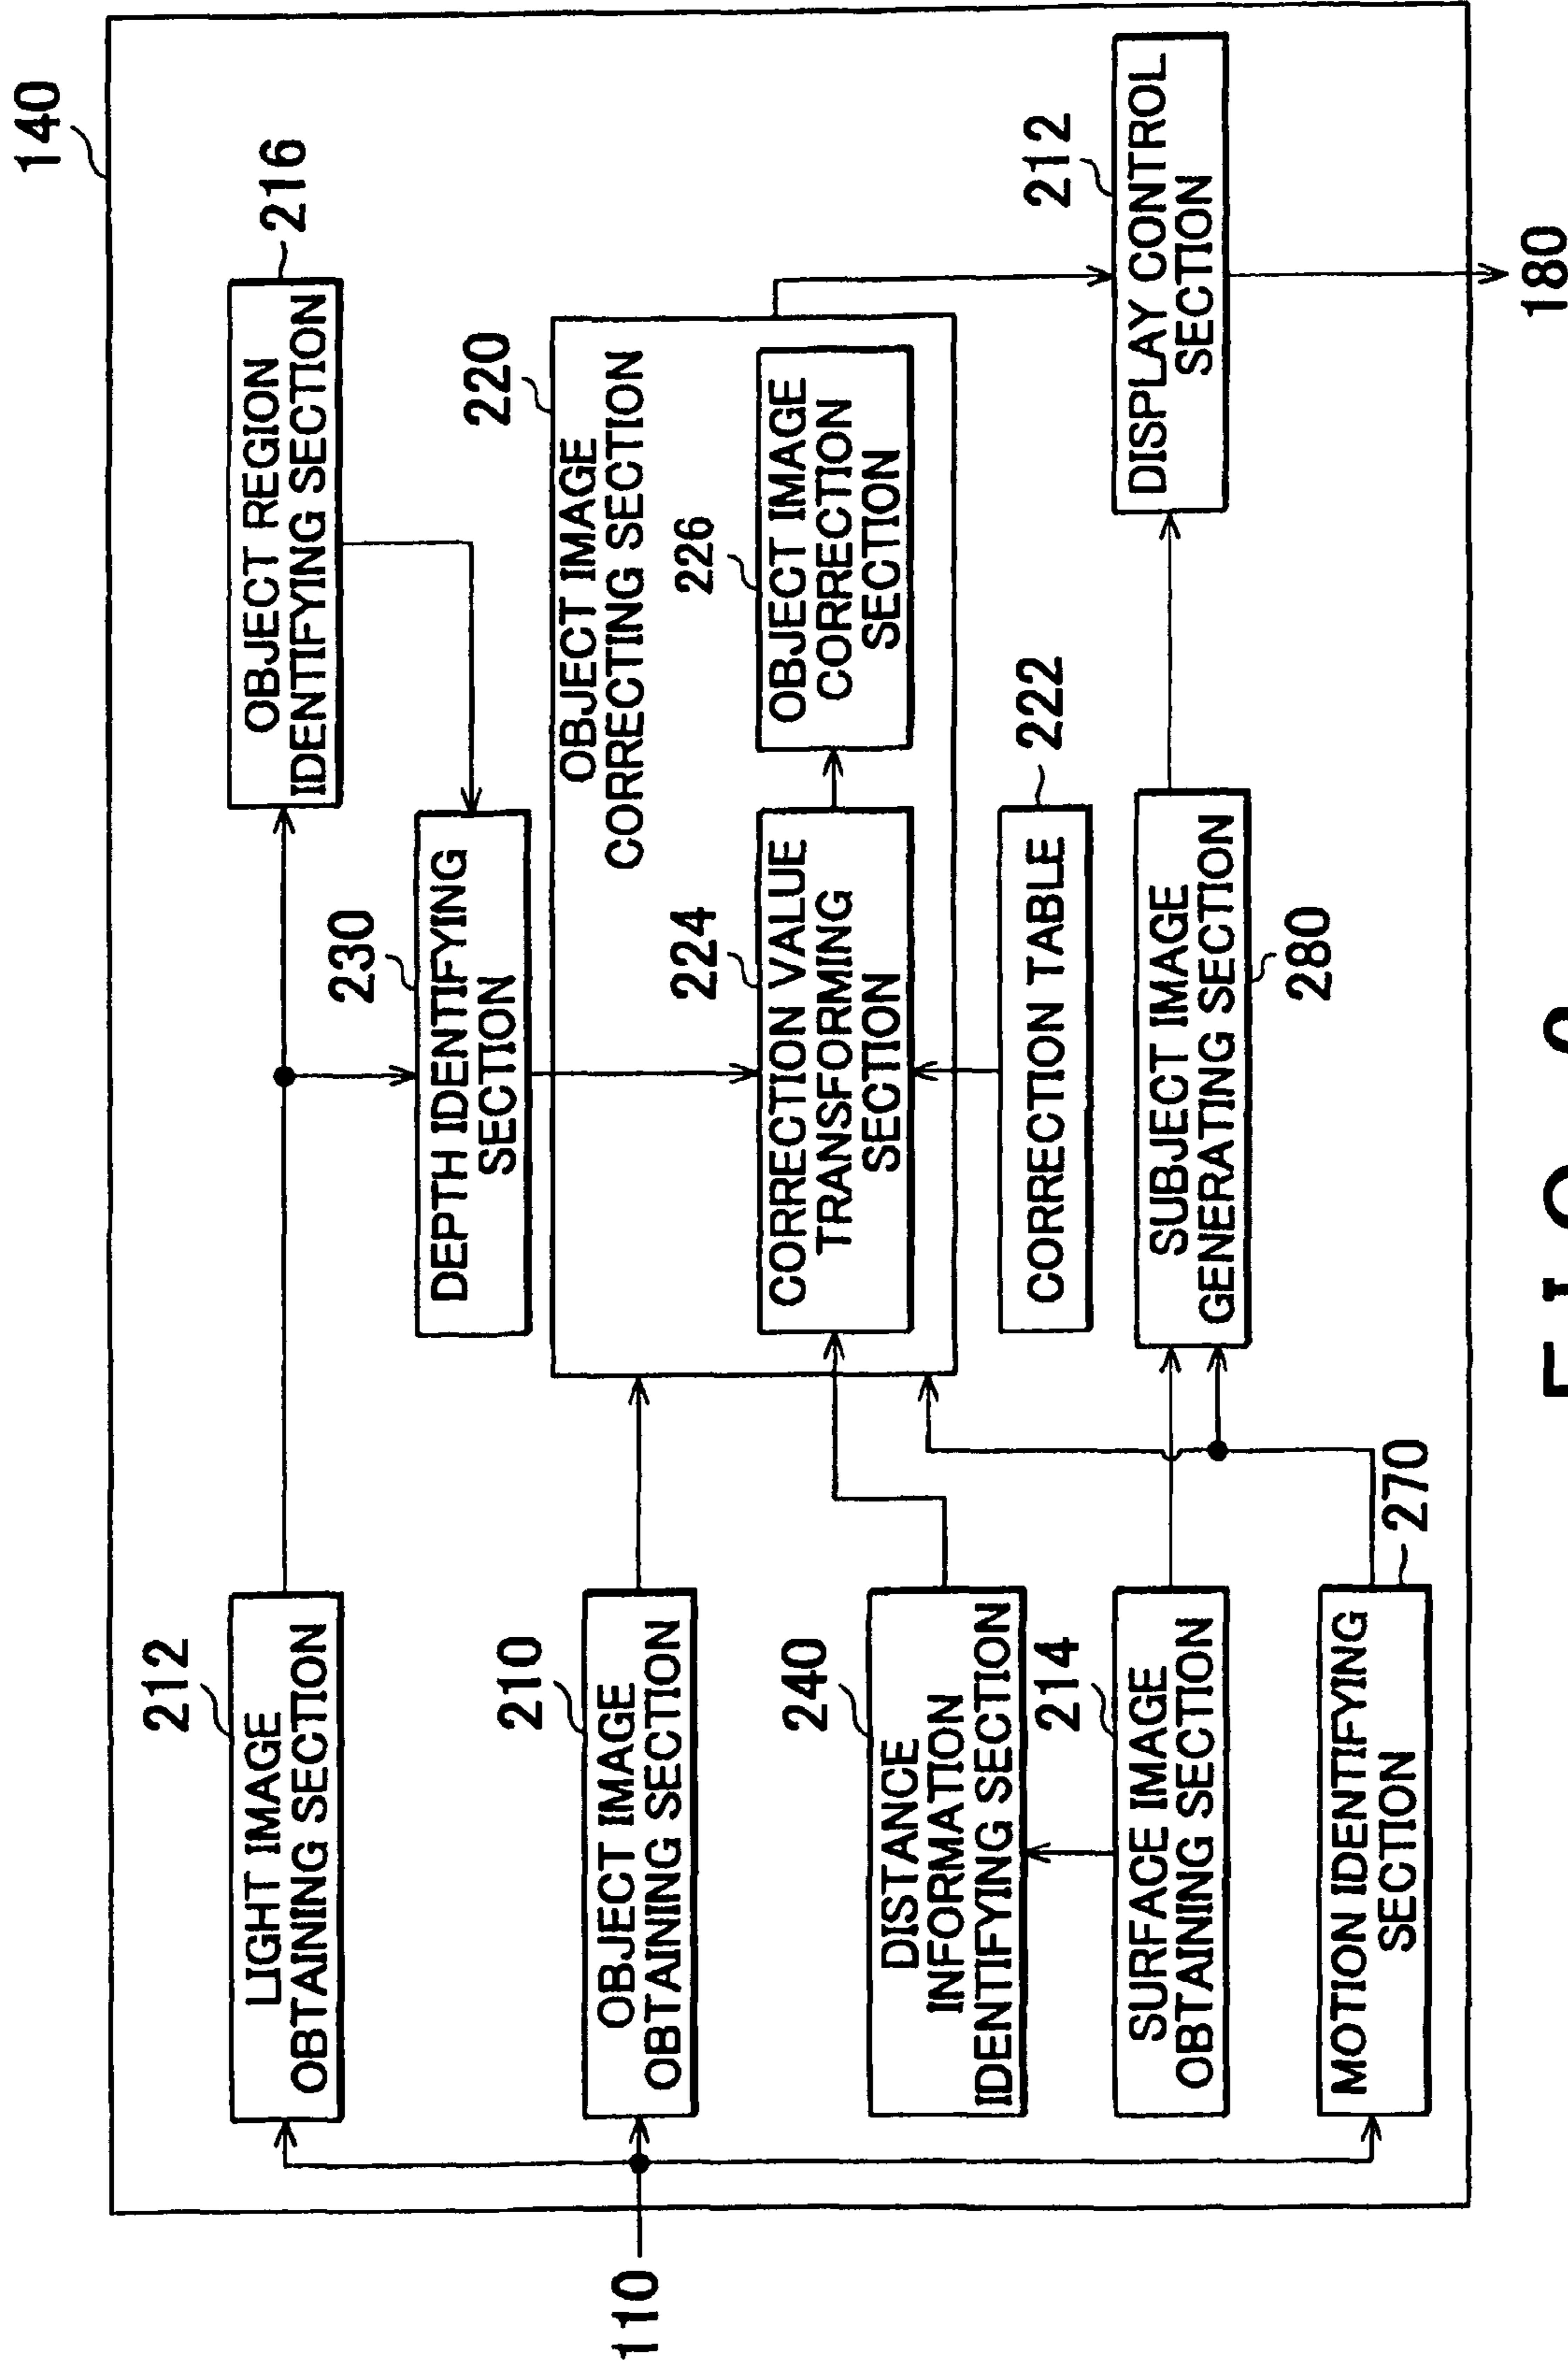 140
212
LIGHT IMAGE
OBTAINING SECTION
216
OBJECT REGION
IDENTIFYING SECTION
230
DEPTH IDENTIFYING
SECTION
220
OBJECT IMAGE
CORRECTING SECTION
110
210
OBJECT IMAGE
OBTAINING SECTION
224
CORRECTION VALUE
TRANSFORMING
SECTION
226
OBJECT IMAGE
CORRECTION
SECTION
240
DISTANCE
INFORMATION
IDENTIFYING SECTION
222
CORRECTION TABLE
214
SURFACE IMAGE
OBTAINING SECTION
SUBJECT IMAGE
GENERATING SECTION
280
212
DISPLAY CONTROL
SECTION
MOTION IDENTIFYING
SECTION
270
180